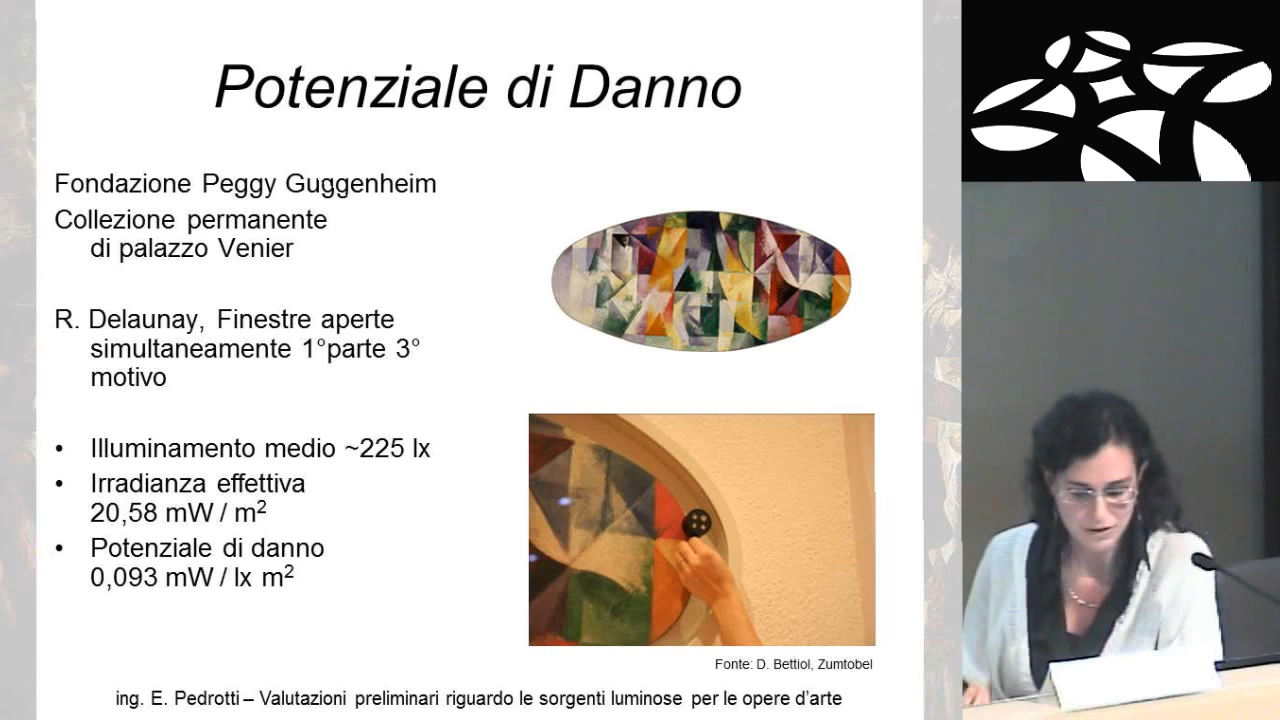 Potenziale di Danno
Fondazione Peggy Guggenheim
Collezione permanente
di palazzo Venier
R. Delaunay, Finestre aperte
simultaneamente 1°parte 3°
motivo
• Illuminamento medio ~225 lx
• Irradianza effettiva
20,58 mW / m²
• Potenziale di danno
0,093 mW / lx m²
Fonte: D. Bettiol, Zumtobel
ing. E. Pedrotti – Valutazioni preliminari riguardo le sorgenti luminose per le opere d'arte